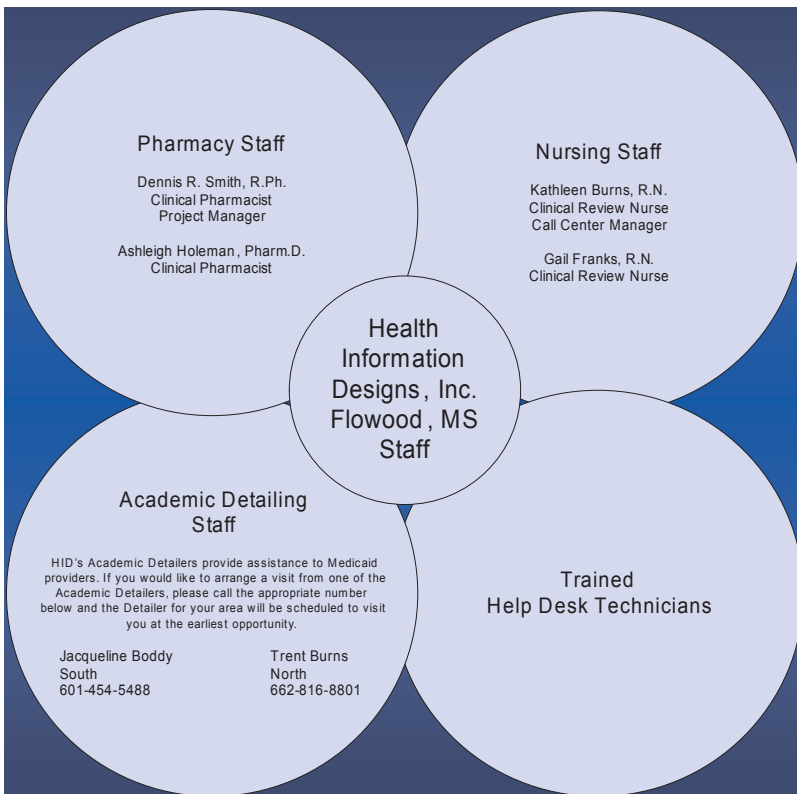 Pharmacy Staff
Dennis R. Smith, R.Ph.
Clinical Pharmacist
Project Manager
Ashleigh Holeman, Pharm.D.
Clinical Pharmacist
Nursing Staff
Kathleen Burns, R.N.
Clinical Review Nurse
Call Center Manager
Gail Franks, R.N.
Clinical Review Nurse
Health
Information
Designs, Inc.
Flowood, MS
Staff
Academic Detailing
Staff
HID's Academic Detailers provide assistance to Medicaid
providers. If you would like to arrange a visit from one of the
Academic Detailers, please call the appropriate number
below and the Detailer for your area will be scheduled to visit
you at the earliest opportunity.
Jacqueline Boddy
South
601-454-5488
Trent Burns
North
662-816-8801
Trained
Help Desk Technicians